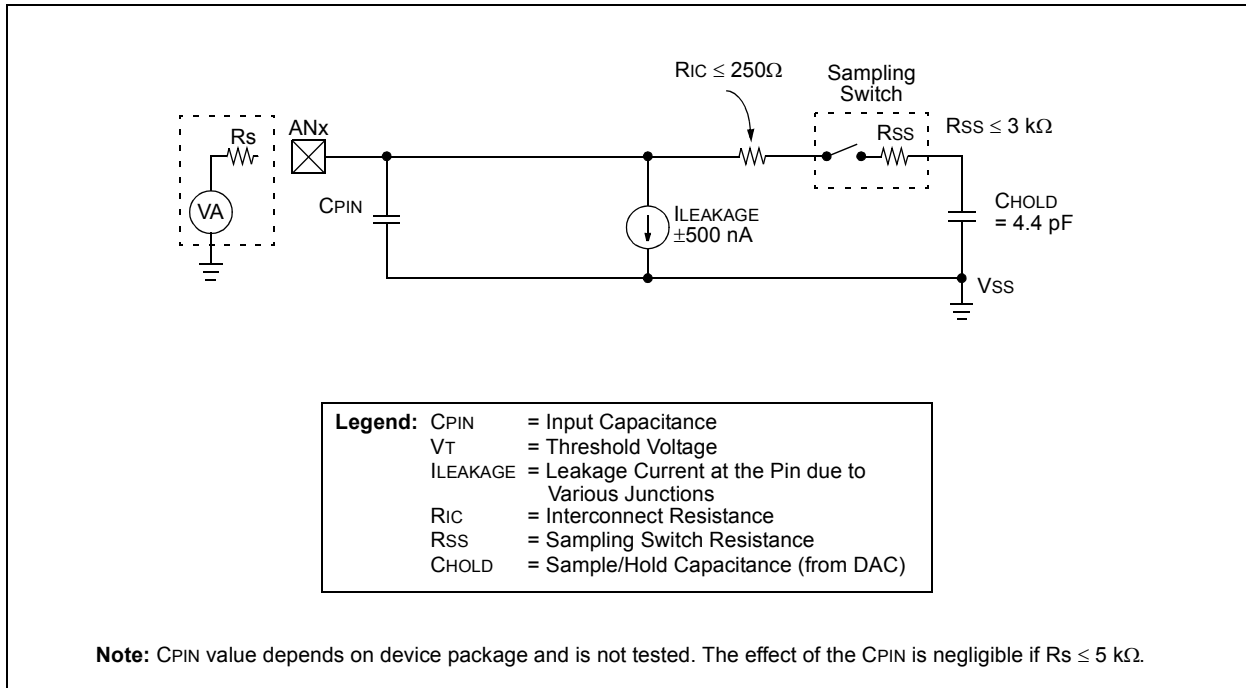 RIC ≤ 250Ω
Sampling
Switch
RSS
RSS ≤ 3 kΩ
ANx
Rs
VA
CPIN
ILEAKAGE
±500 nA
CHOLD
= 4.4 pF
VSS
Legend: CPIN = Input Capacitance
VT = Threshold Voltage
ILEAKAGE = Leakage Current at the Pin due to
Various Junctions
RIC = Interconnect Resistance
RSS = Sampling Switch Resistance
CHOLD = Sample/Hold Capacitance (from DAC)
Note: CPIN value depends on device package and is not tested. The effect of the CPIN is negligible if Rs ≤ 5 kΩ.